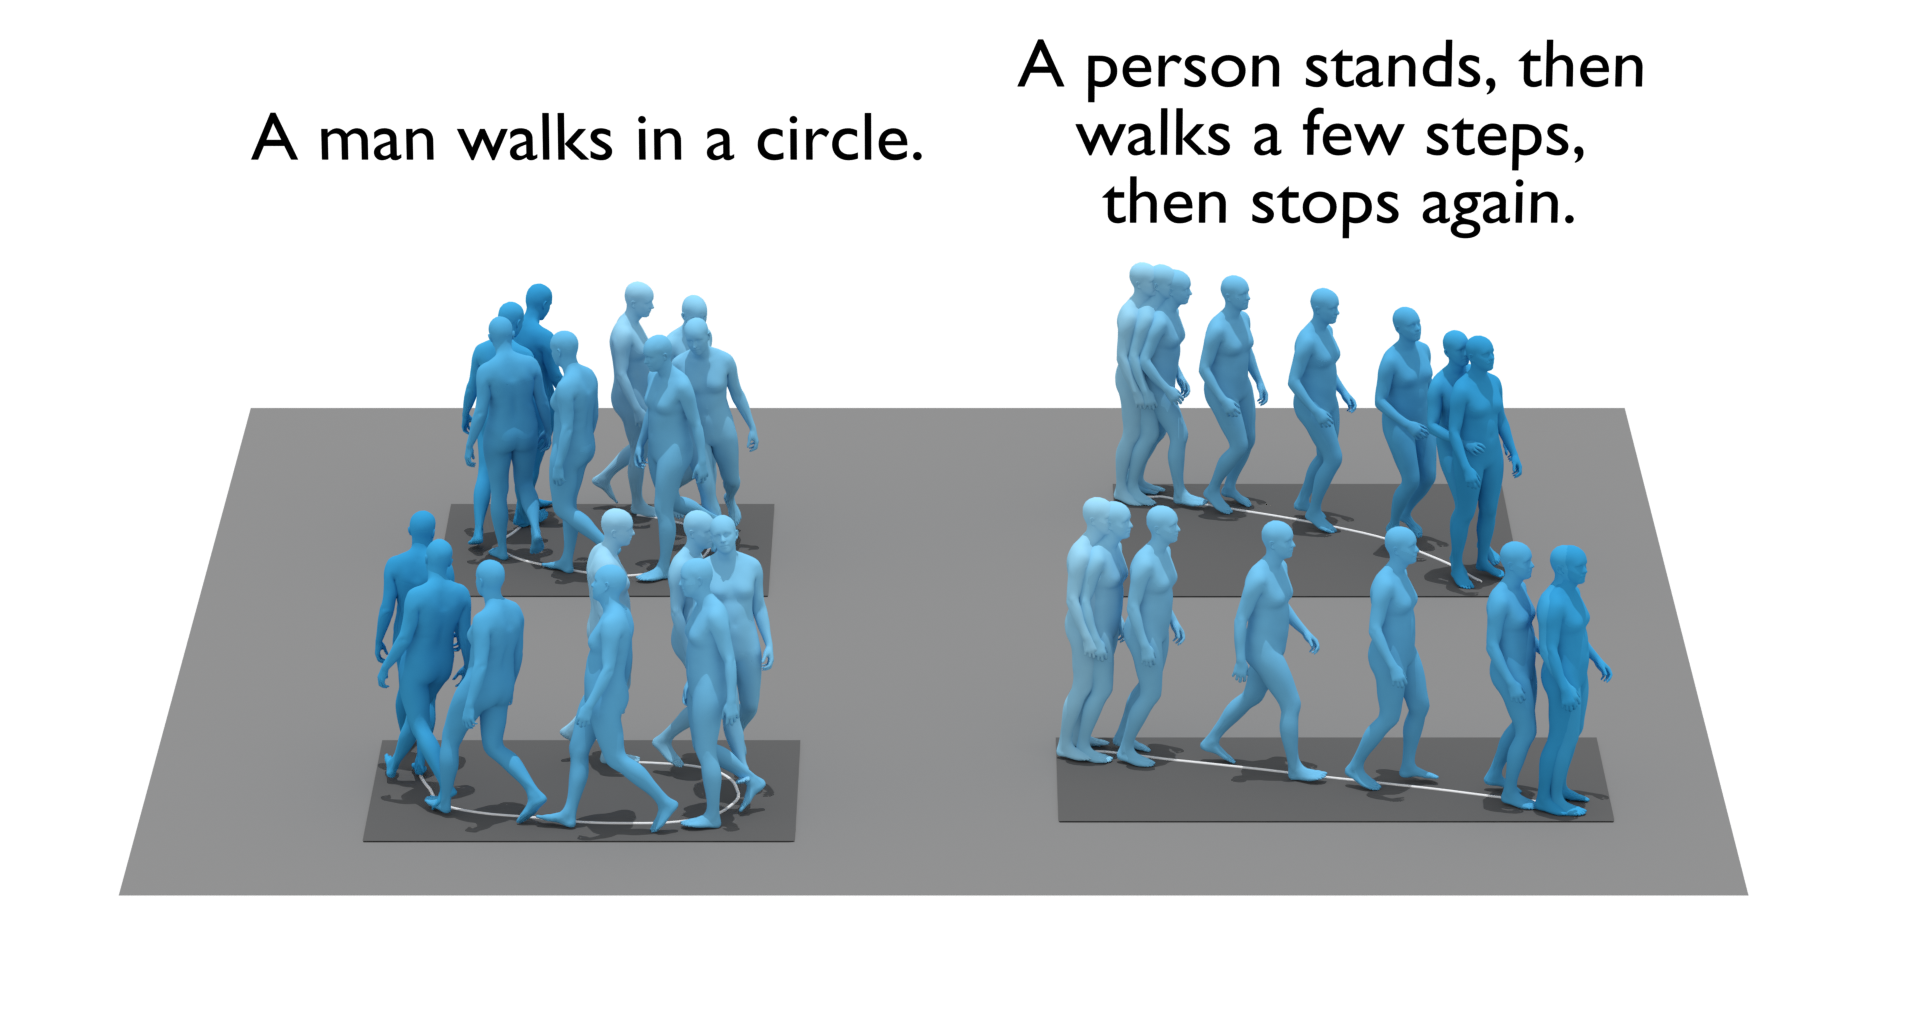 A man walks in a circle.
A person stands, then
walks a few steps,
then stops again.